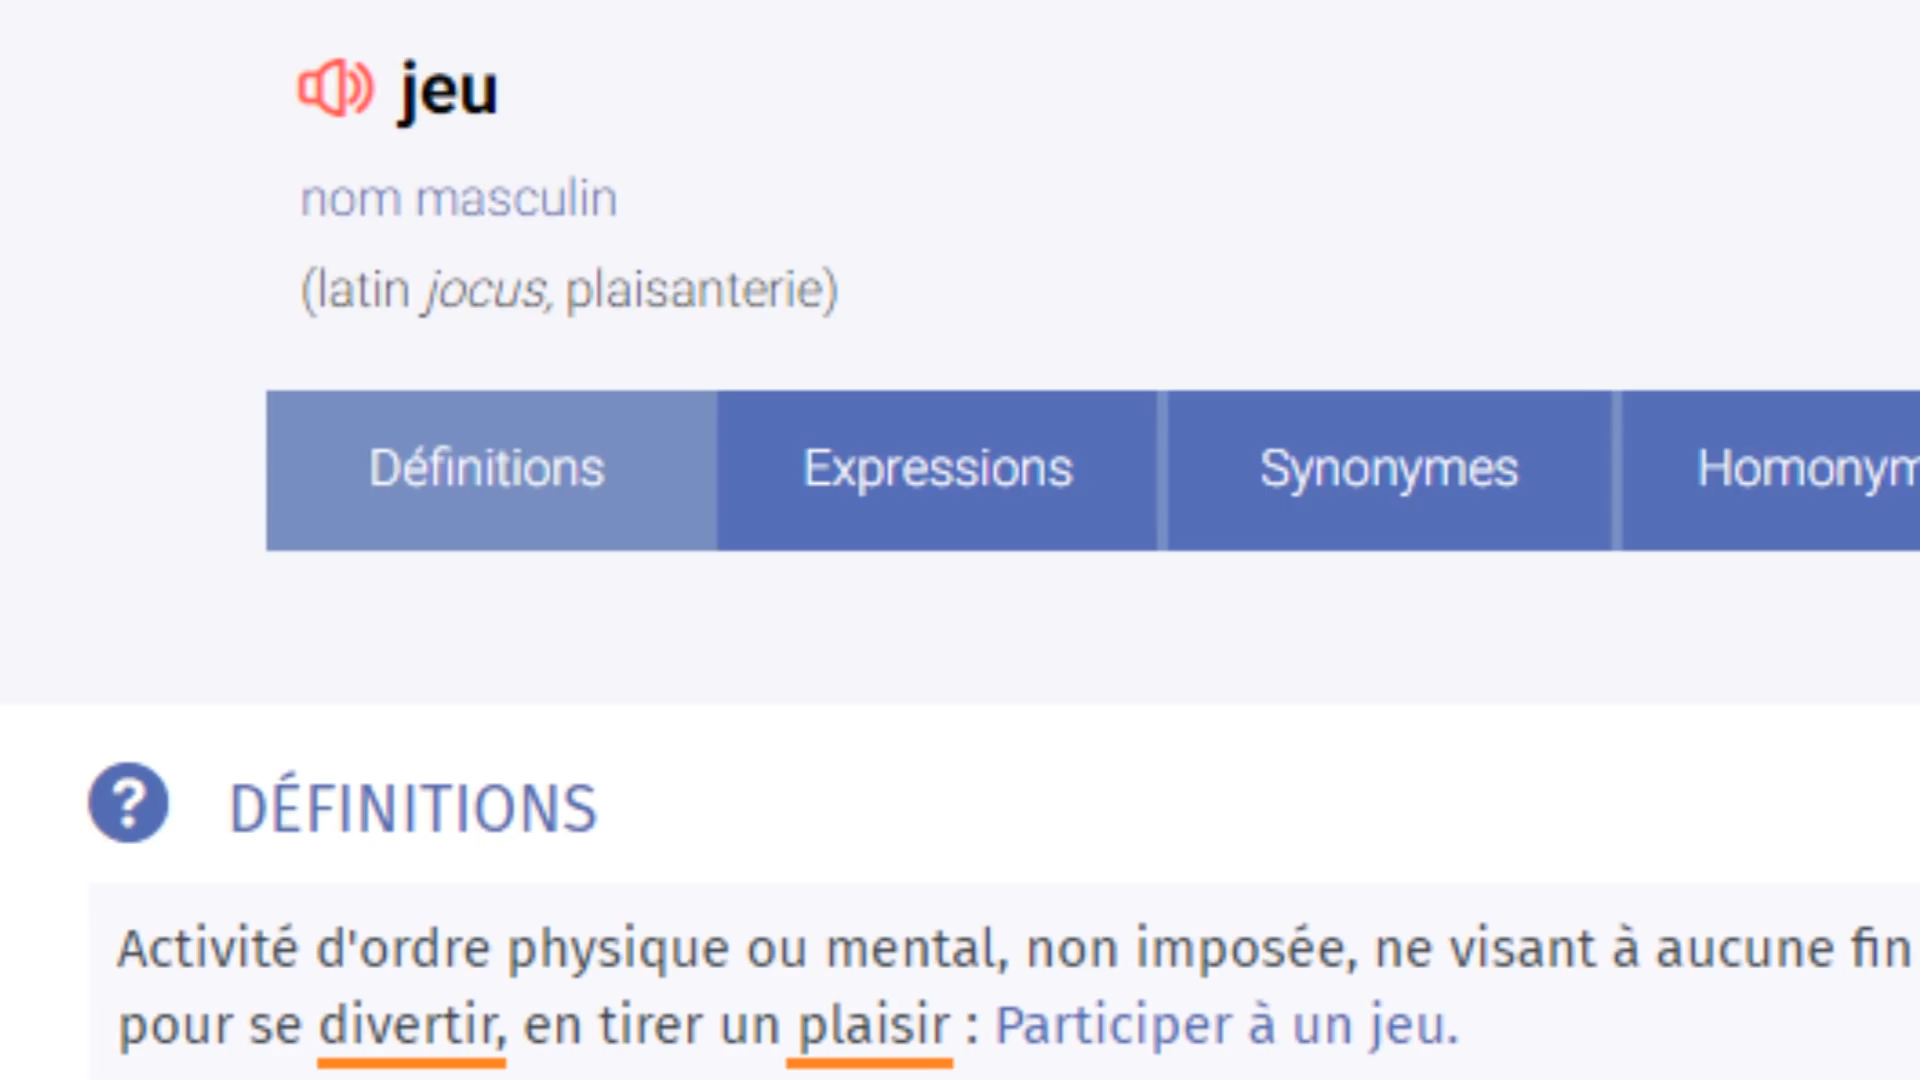 jeu
nom masculin
(latin jocus, plaisanterie)
Définitions Expressions Synonymes Homonym
DÉFINITIONS
Activité d'ordre physique ou mental, non imposée, ne visant à aucune fin
pour se divertir, en tirer un plaisir : Participer à un jeu.